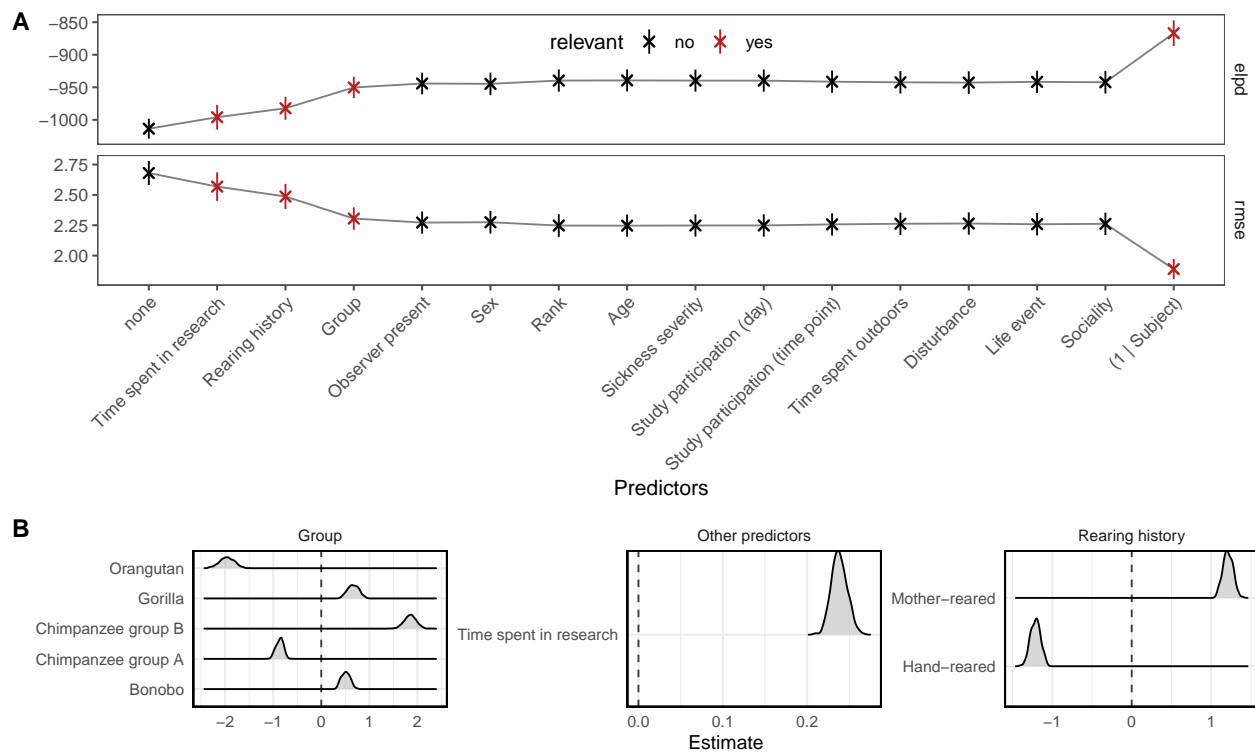 A
relevant no yes
−850
−900
−950
−1000
elpd
2.75
2.50
2.25
2.00
rmse
none
Time spent in research
Rearing history
Group
Observer present
Sex
Rank
Age
Sickness severity
Study participation (day)
Study participation (time point)
Time spent outdoors
Disturbance
Life event
Sociality
(1 | Subject)
Predictors
B
Group
Orangutan
Gorilla
Chimpanzee group B
Chimpanzee group A
Bonobo
−2 −1 0 1 2
Other predictors
Time spent in research
0.0 0.1 0.2
Rearing history
Mother−reared
Hand−reared
−1 0 1
Estimate